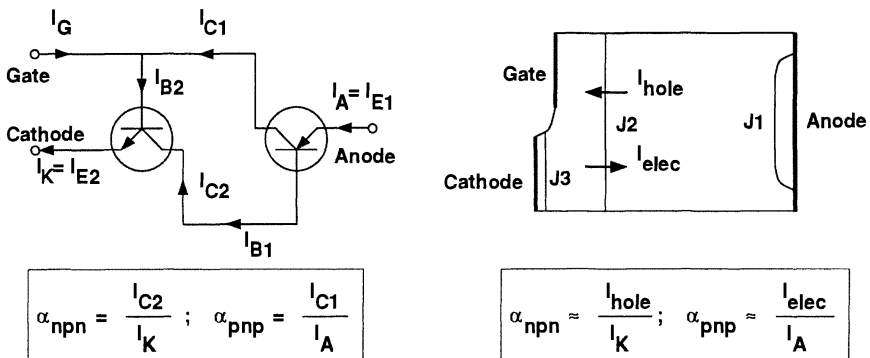 I_G
I_C1
Gate
I_B2
I_A = I_E1
Cathode
Anode
I_K = I_E2
I_C2
I_B1
α_npn = I_C2 / I_K ; α_pnp = I_C1 / I_A
Gate
I_hole
J2
J1
Anode
I_elec
Cathode
J3
α_npn ≈ I_hole / I_K ; α_pnp ≈ I_elec / I_A